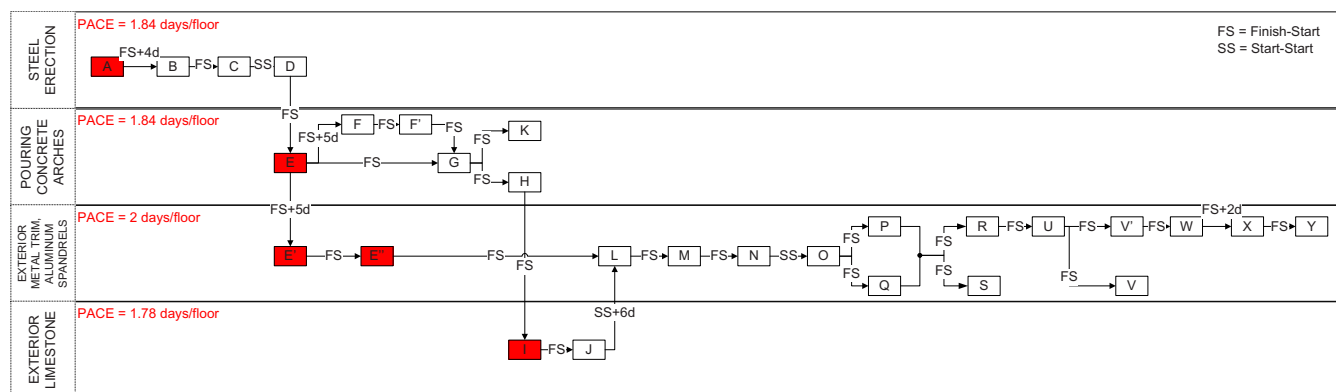 STEEL
ERECTION
PACE = 1.84 days/floor
FS = Finish-Start
SS = Start-Start
A
FS+4d
B
FS
C
SS
D
FS
POURING
CONCRETE
ARCHES
PACE = 1.84 days/floor
E
FS+5d
F
FS
F'
FS
FS
G
FS
K
FS
H
FS+5d
EXTERIOR
METAL TRIM,
ALUMINUM
SPANDRELS
PACE = 2 days/floor
E'
FS
E''
FS
FS
L
FS
M
FS
N
SS
O
FS
P
FS
Q
FS
R
FS
U
FS
V'
FS
W
FS+2d
X
FS
Y
FS
S
FS
V
EXTERIOR
LIMESTONE
PACE = 1.78 days/floor
I
FS
J
SS+6d